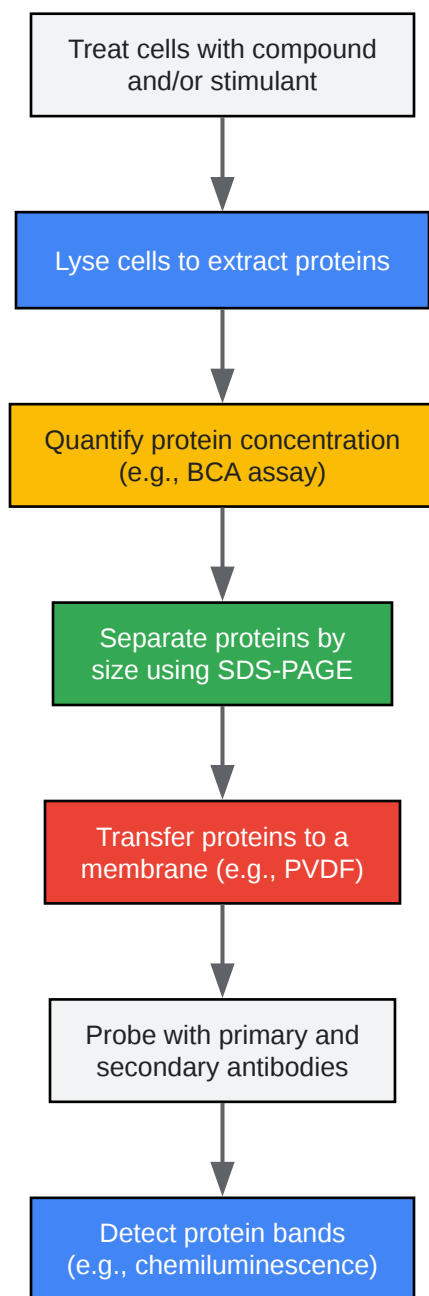 Treat cells with compound
and/or stimulant
Lyse cells to extract proteins
Quantify protein concentration
(e.g., BCA assay)
Separate proteins by
size using SDS-PAGE
Transfer proteins to a
membrane (e.g., PVDF)
Probe with primary and
secondary antibodies
Detect protein bands
(e.g., chemiluminescence)